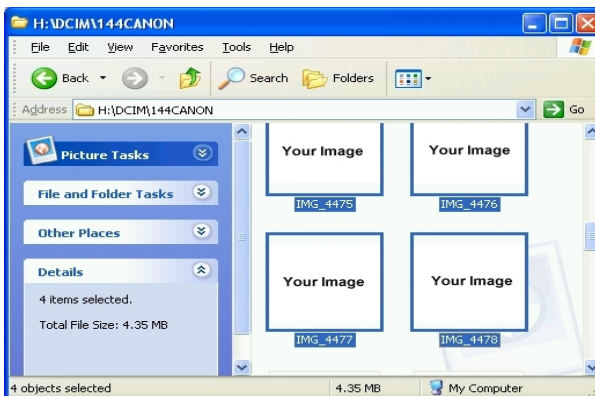 H:\DCIM\144CANON
File Edit View Favorites Tools Help
Back Search Folders
Address H:\DCIM\144CANON Go
Picture Tasks
File and Folder Tasks
Other Places
Details
4 items selected.
Total File Size: 4.35 MB
Your Image Your Image
IMG_4475 IMG_4476
Your Image Your Image
IMG_4477 IMG_4478
4 objects selected 4.35 MB My Computer